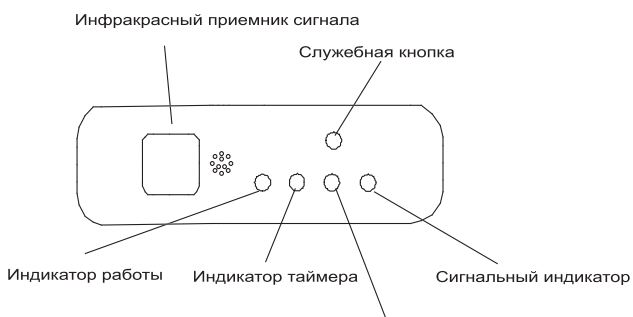 Инфракрасный приемник сигнала
Служебная кнопка
Индикатор работы
Индикатор таймера
Сигнальный индикатор